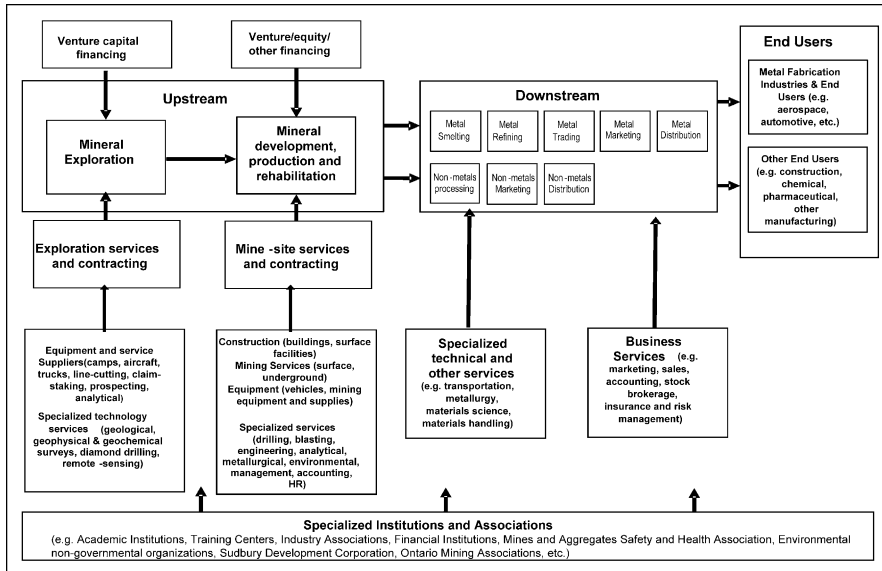 Venture capital
financing
Venture/equity/
other financing
End Users
Metal Fabrication
Industries & End
Users (e.g.
aerospace,
automotive, etc.)
Other End Users
(e.g. construction,
chemical,
pharmaceutical,
other
manufacturing)
Upstream
Mineral
Exploration
Mineral
development,
production and
rehabilitation
Downstream
Metal
Smelting
Metal
Refining
Metal
Trading
Metal
Marketing
Metal
Distribution
Non-metals
processing
Non-metals
Marketing
Non-metals
Distribution
Exploration services
and contracting
Mine -site services
and contracting
Equipment and service
Suppliers(camps, aircraft,
trucks, line-cutting, claim-
staking, prospecting,
analytical)
Specialized technology
services (geological,
geophysical & geochemical
surveys, diamond drilling,
remote -sensing)
Construction (buildings, surface
facilities)
Mining Services (surface,
underground)
Equipment (vehicles, mining
equipment and supplies)
Specialized services
(drilling, blasting,
engineering, analytical,
metallurgical, environmental,
management, accounting,
HR)
Specialized
technical and
other services
(e.g. transportation,
metallurgy,
materials science,
materials handling)
Business
Services (e.g.
marketing, sales,
accounting, stock
brokerage,
insurance and risk
management)
Specialized Institutions and Associations
(e.g. Academic Institutions, Training Centers, Industry Associations, Financial Institutions, Mines and Aggregates Safety and Health Association, Environmental
non-governmental organizations, Sudbury Development Corporation, Ontario Mining Associations, etc.)